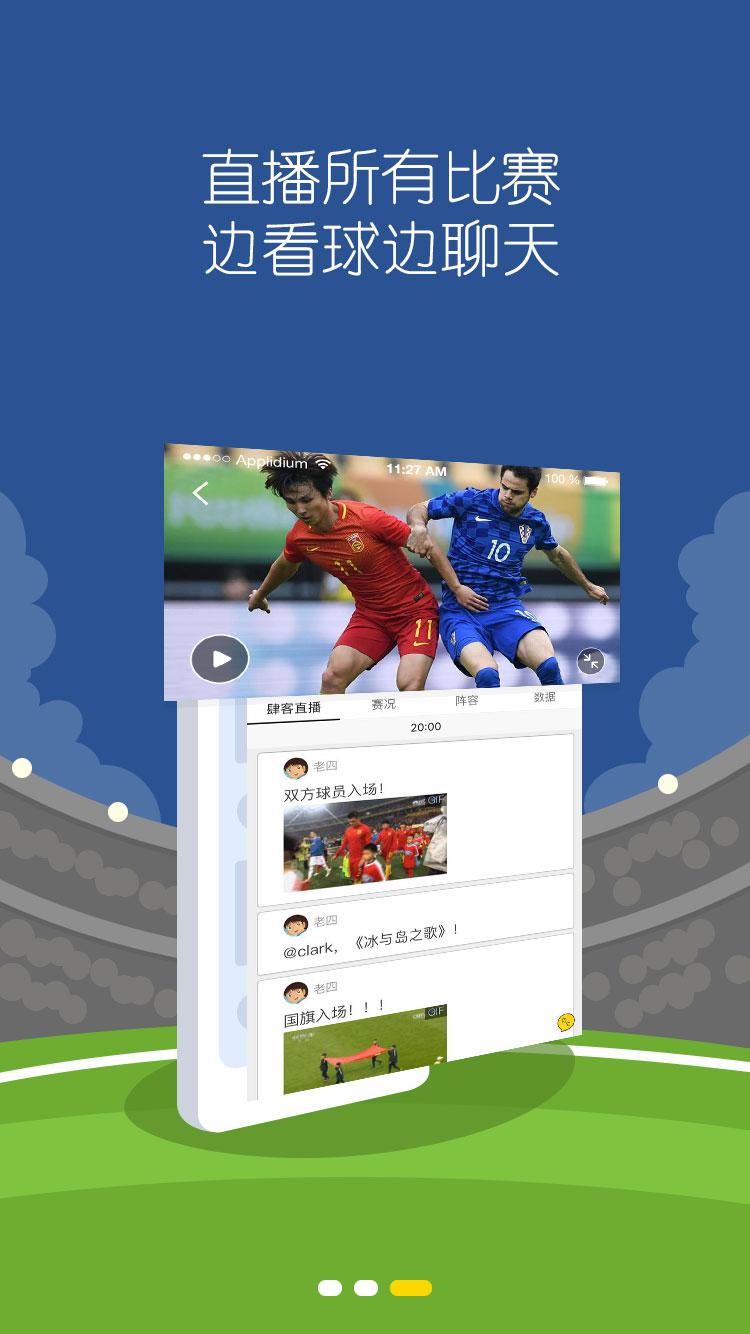 直播所有比赛
边看球边聊天
Applidium
11:27 AM
100 %
11
11
10
肆客直播
赛况
阵容
数据
20:00
老四
双方球员入场！
GIF
老四
@clark，《冰与岛之歌》！
老四
国旗入场！！！
GIF